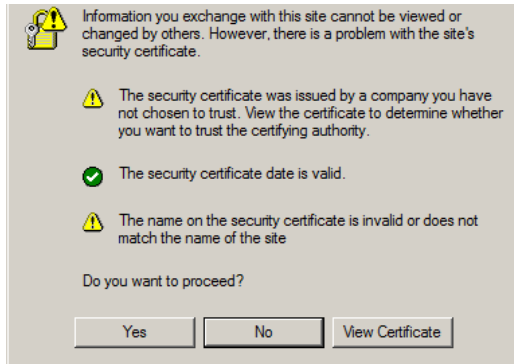 Information you exchange with this site cannot be viewed or
changed by others. However, there is a problem with the site's
security certificate.
The security certificate was issued by a company you have
not chosen to trust. View the certificate to determine whether
you want to trust the certifying authority.
The security certificate date is valid.
The name on the security certificate is invalid or does not
match the name of the site
Do you want to proceed?
Yes No View Certificate